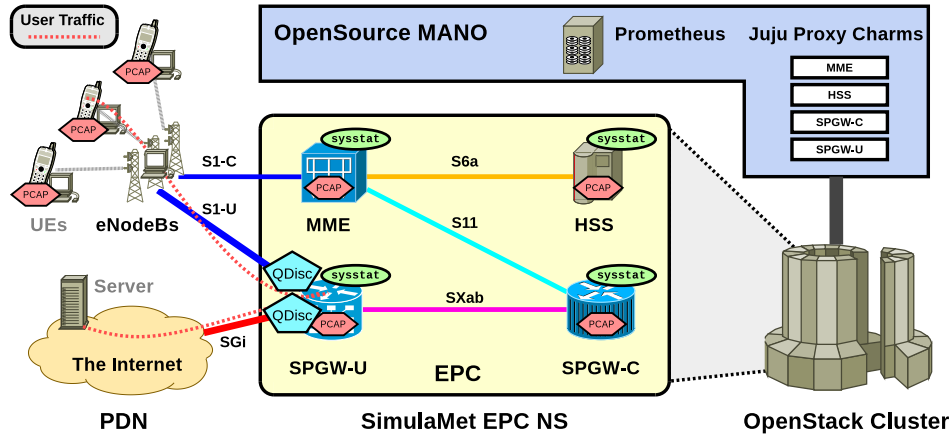 User Traffic
OpenSource MANO
Prometheus
Juju Proxy Charms
MME
HSS
SPGW-C
SPGW-U
PCAP
PCAP
PCAP
UEs
eNodeBs
S1-C
S1-U
sysstat
PCAP
MME
S6a
sysstat
PCAP
HSS
S11
QDisc
QDisc
sysstat
PCAP
SPGW-U
SXab
sysstat
PCAP
SPGW-C
EPC
Server
The Internet
SGi
PDN
SimulaMet EPC NS
OpenStack Cluster